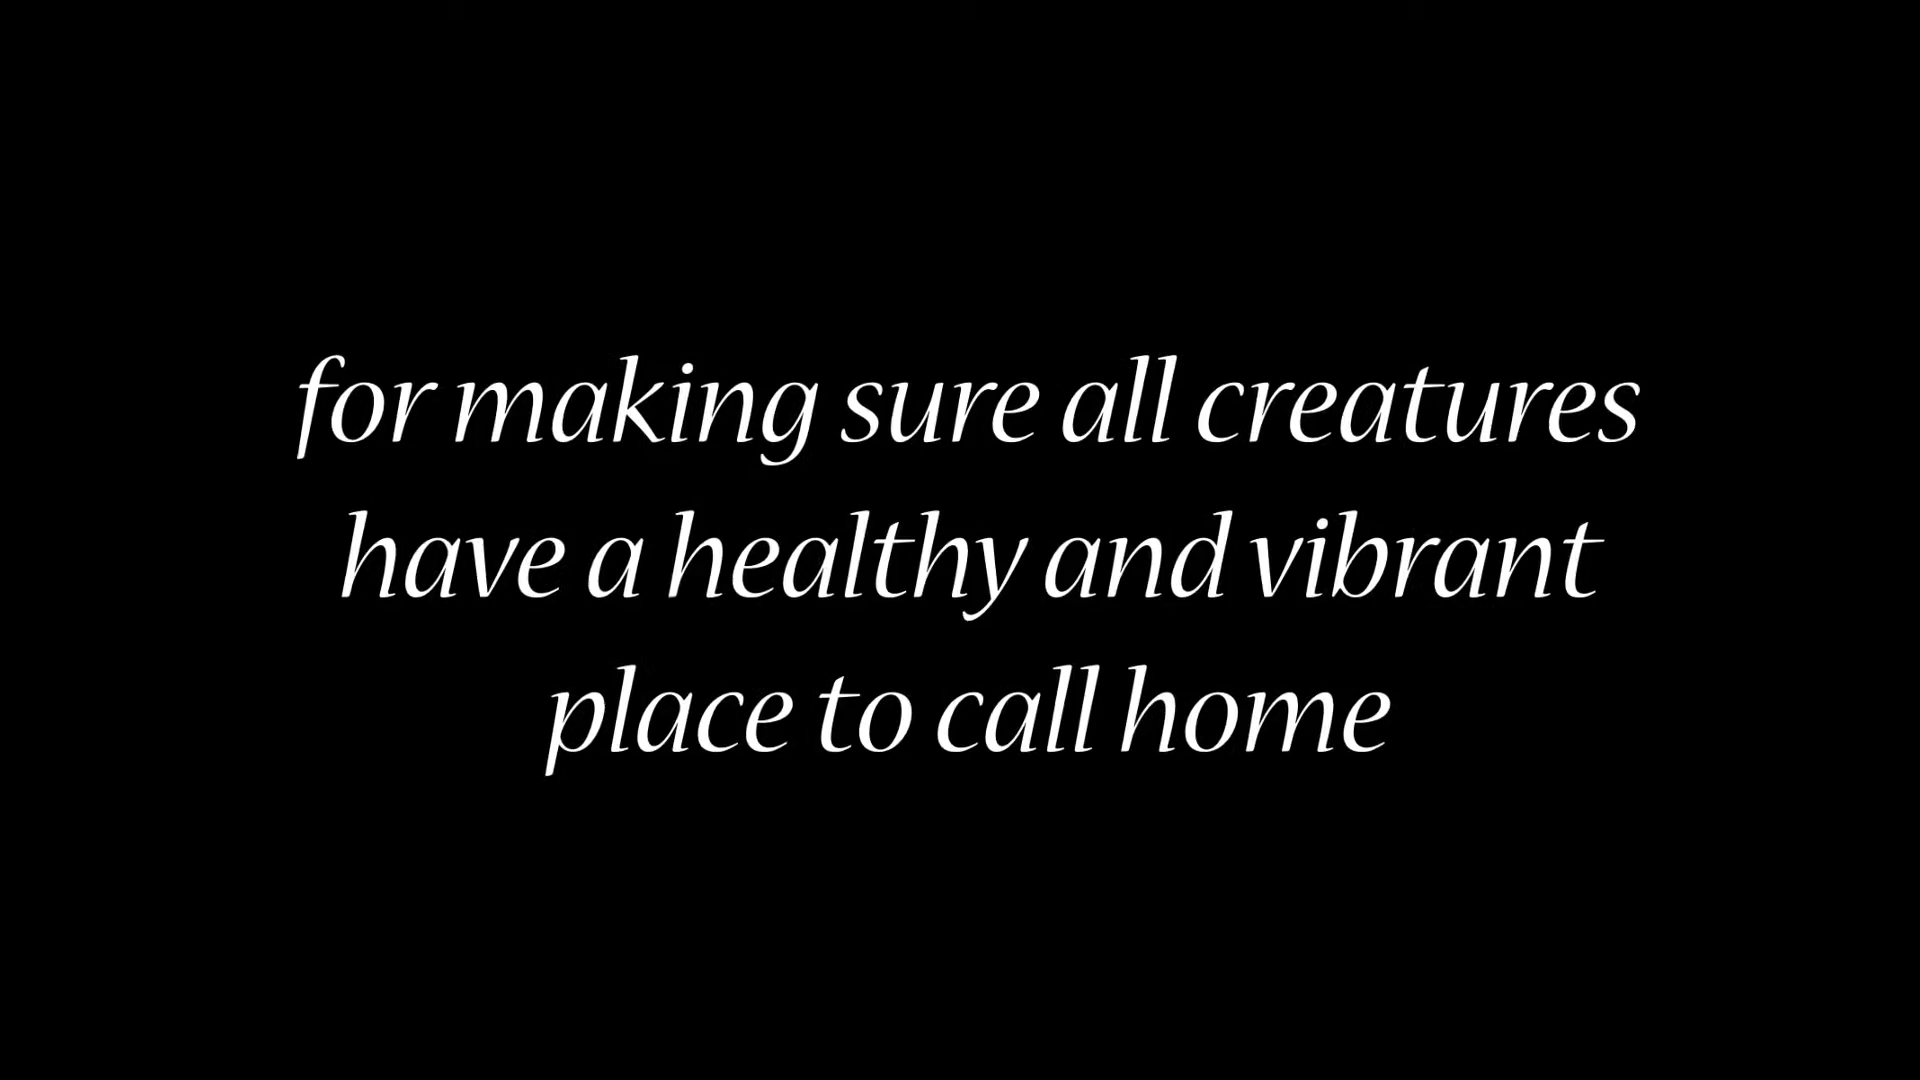 for making sure all creatures
have a healthy and vibrant
place to call home